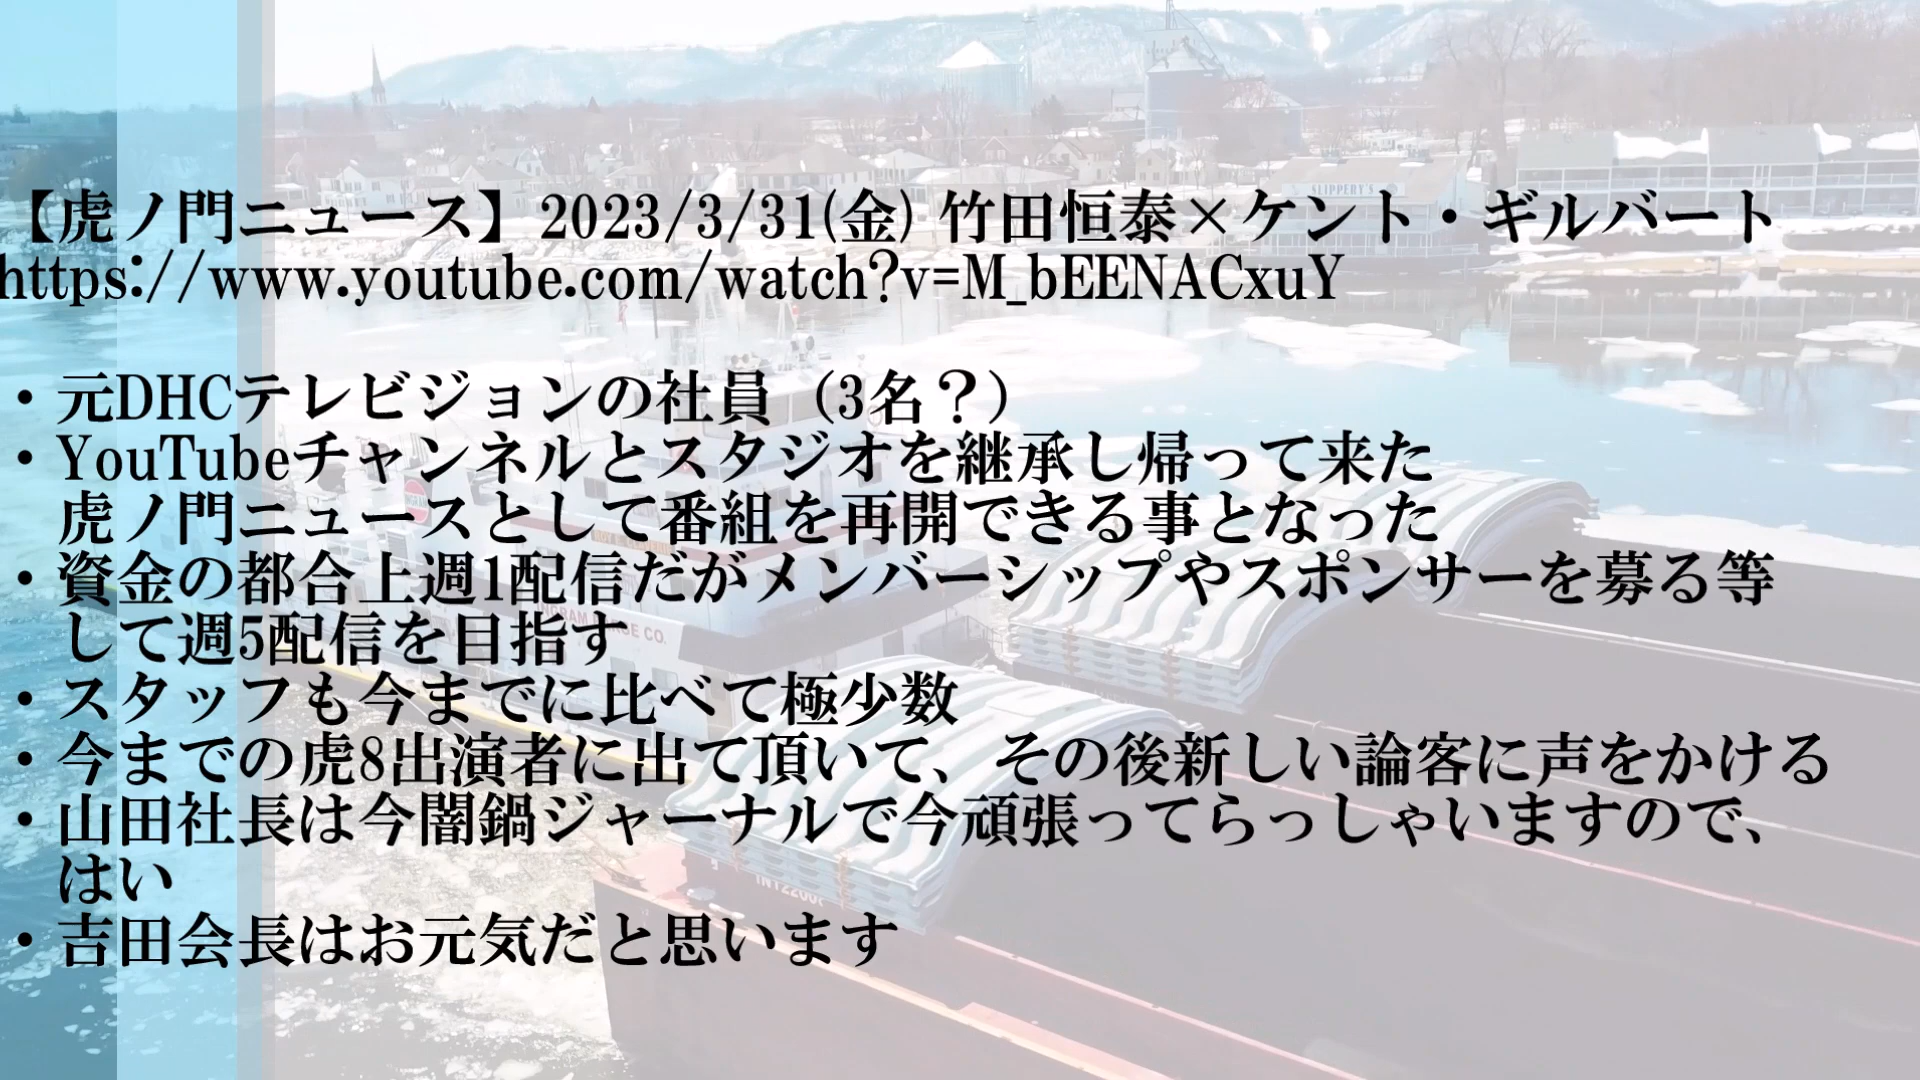 【虎ノ門ニュース】2023/3/31(金) 竹田恒泰×ケント・ギルバート
https://www.youtube.com/watch?v=M_bEENACxuY
・元DHCテレビジョンの社員（3名？）
・YouTubeチャンネルとスタジオを継承し帰って来た
虎ノ門ニュースとして番組を再開できる事となった
・資金の都合上週1配信だがメンバーシップやスポンサーを募る等
して週5配信を目指す
・スタッフも今までに比べて極少数
・今までの虎8出演者に出て頂いて、その後新しい論客に声をかける
・山田社長は今闇鍋ジャーナルで今頑張ってらっしゃいますので、
はい
・吉田会長はお元気だと思います
SLIPPERY'S